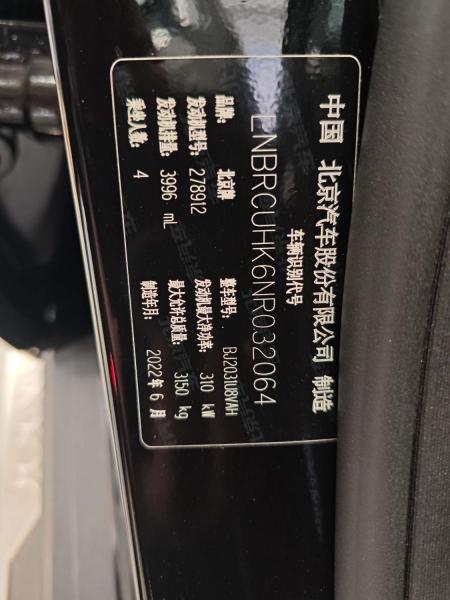 中国 北京汽车股份有限公司 制造
车辆识别代号
LNBRCUHK6NR032064
品牌: 北京牌 整车型号: BJ2031U8VAH
发动机型号: 278912 发动机最大净功率: 310 kW
发动机排量: 3996 mL 最大允许总质量: 3150 kg
乘坐人数: 4 制造年月: 2022年6月